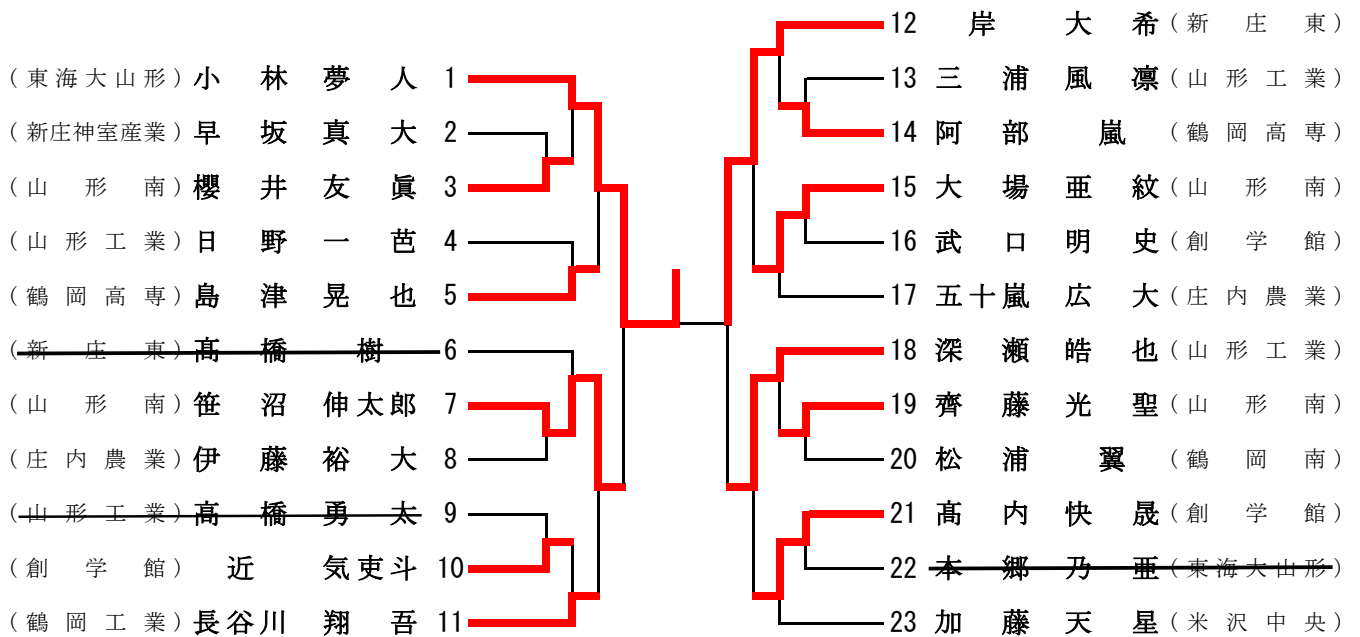 (東海大山形) 小林夢人 1
(新庄神室産業) 早坂真大 2
(山形南) 櫻井友眞 3
(山形工業) 日野一芭 4
(鶴岡高専) 島津晃也 5
(新庄東)髙橋樹 6
(山形南) 笹沼伸太郎 7
(庄内農業) 伊藤裕大 8
(山形工業) 高橋勇太 9
(創学館) 近気吏斗 10
(鶴岡工業) 長谷川翔吾 11
12 岸大希 (新庄東)
13 三浦風凛 (山形工業)
14 阿部嵐 (鶴岡高専)
15 大場亜紋 (山形南)
16 武口明史 (創学館)
17 五十嵐広大 (庄内農業)
18 深瀬皓也 (山形工業)
19 齊藤光聖 (山形南)
20 松浦翼 (鶴岡南)
21 髙内快晟 (創学館)
22 本郷乃亜 (東海大山形)
23 加藤天星 (米沢中央)